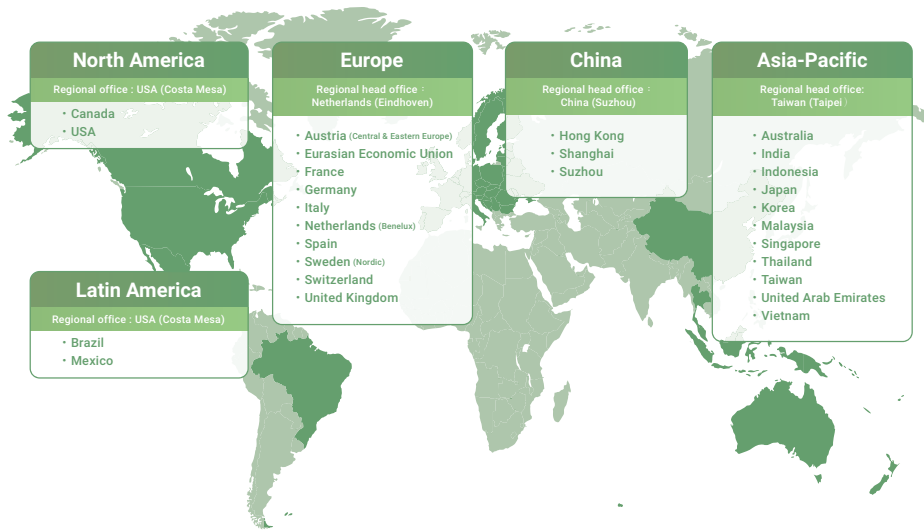 North America
Regional office : USA (Costa Mesa)
• Canada
• USA
Latin America
Regional office : USA (Costa Mesa)
• Brazil
• Mexico
Europe
Regional head office :
Netherlands (Eindhoven)
• Austria (Central & Eastern Europe)
• Eurasian Economic Union
• France
• Germany
• Italy
• Netherlands (Benelux)
• Spain
• Sweden (Nordic)
• Switzerland
• United Kingdom
China
Regional head office :
China (Suzhou)
• Hong Kong
• Shanghai
• Suzhou
Asia-Pacific
Regional head office:
Taiwan (Taipei )
• Australia
• India
• Indonesia
• Japan
• Korea
• Malaysia
• Singapore
• Thailand
• Taiwan
• United Arab Emirates
• Vietnam